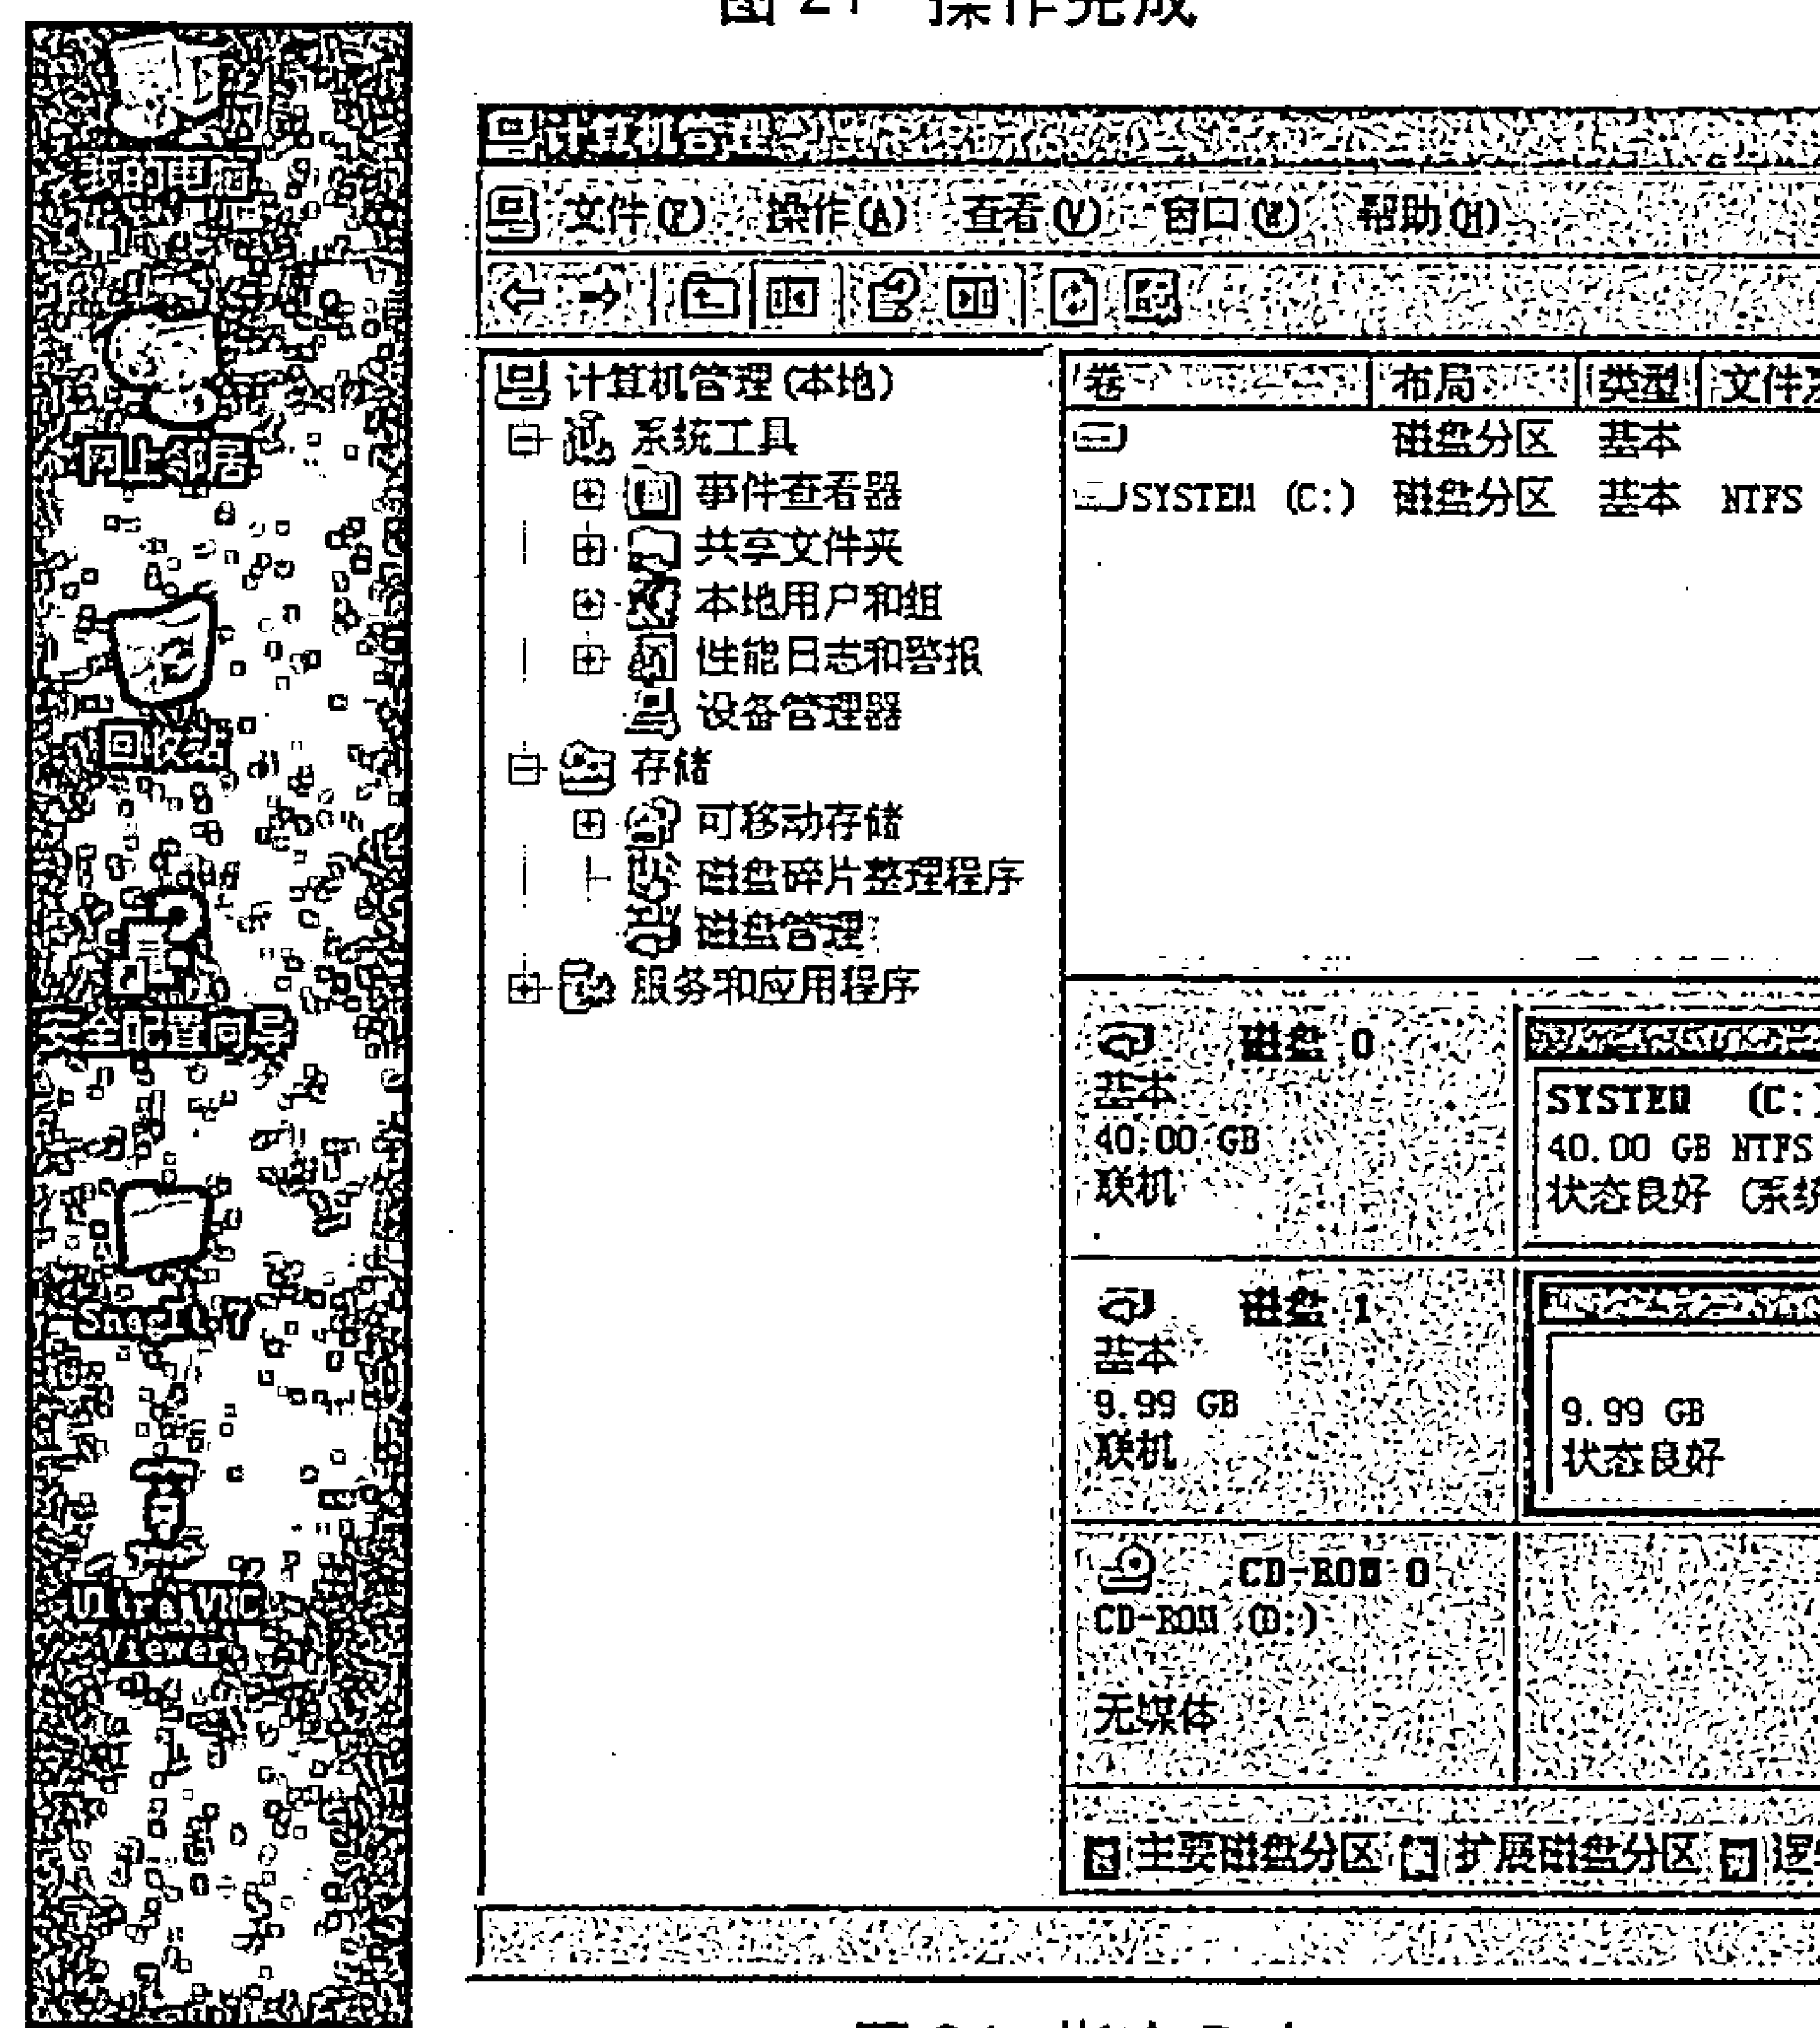 操作完成
我的电脑
网上邻居
回收站
安全配置向导
SnagIt 7
UltraVNC
Viewer
计算机管理
文件(F) 操作(A) 查看(V) 窗口(W) 帮助(H)
计算机管理(本地)
系统工具
事件查看器
共享文件夹
本地用户和组
性能日志和警报
设备管理器
存储
可移动存储
磁盘碎片整理程序
磁盘管理
服务和应用程序
卷 布局 类型 文件
磁盘分区 基本
SYSTEM (C:) 磁盘分区 基本 NTFS
磁盘 0
基本
40.00 GB
联机
SYSTEM (C:)
40.00 GB NTFS
状态良好 (系统
磁盘 1
基本
9.99 GB
联机
9.99 GB
状态良好
CD-ROM 0
CD-ROM (D:)
无媒体
主要磁盘分区 扩展磁盘分区